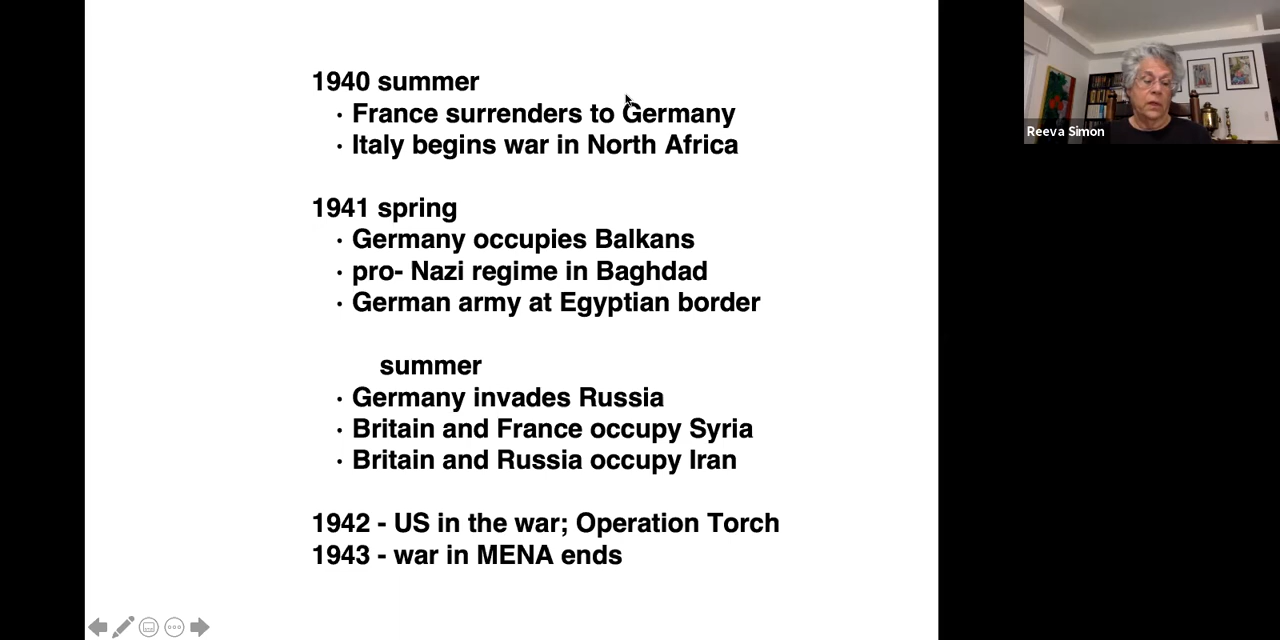 1940 summer
· France surrenders to Germany
· Italy begins war in North Africa
1941 spring
· Germany occupies Balkans
· pro- Nazi regime in Baghdad
· German army at Egyptian border
summer
· Germany invades Russia
· Britain and France occupy Syria
· Britain and Russia occupy Iran
1942 - US in the war; Operation Torch
1943 - war in MENA ends
Reeva Simon